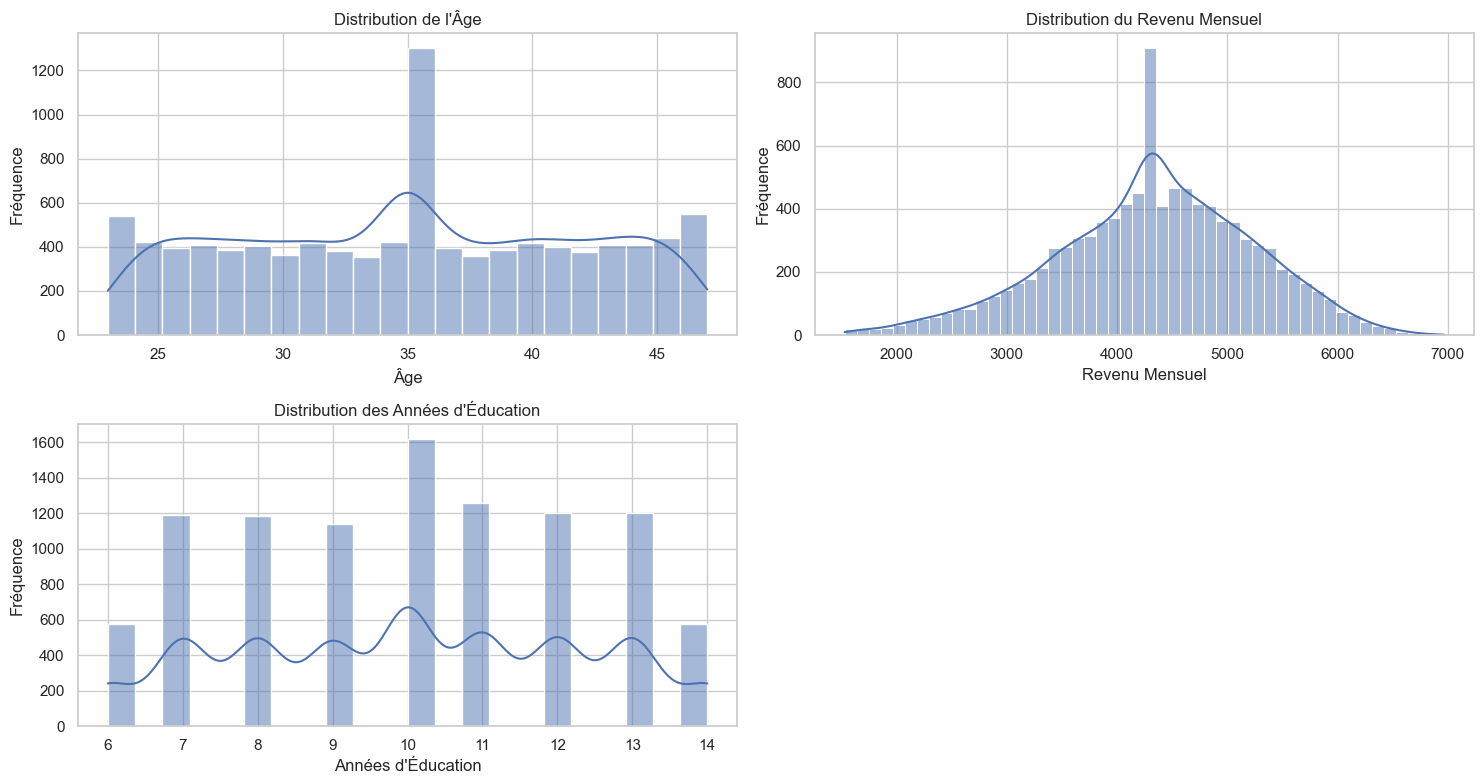 Distribution de l'Âge
Fréquence
1200
1000
800
600
400
200
0
25 30 35 40 45
Âge
Distribution du Revenu Mensuel
Fréquence
800
600
400
200
0
2000 3000 4000 5000 6000 7000
Revenu Mensuel
Distribution des Années d'Éducation
Fréquence
1600
1400
1200
1000
800
600
400
200
0
6 7 8 9 10 11 12 13 14
Années d'Éducation